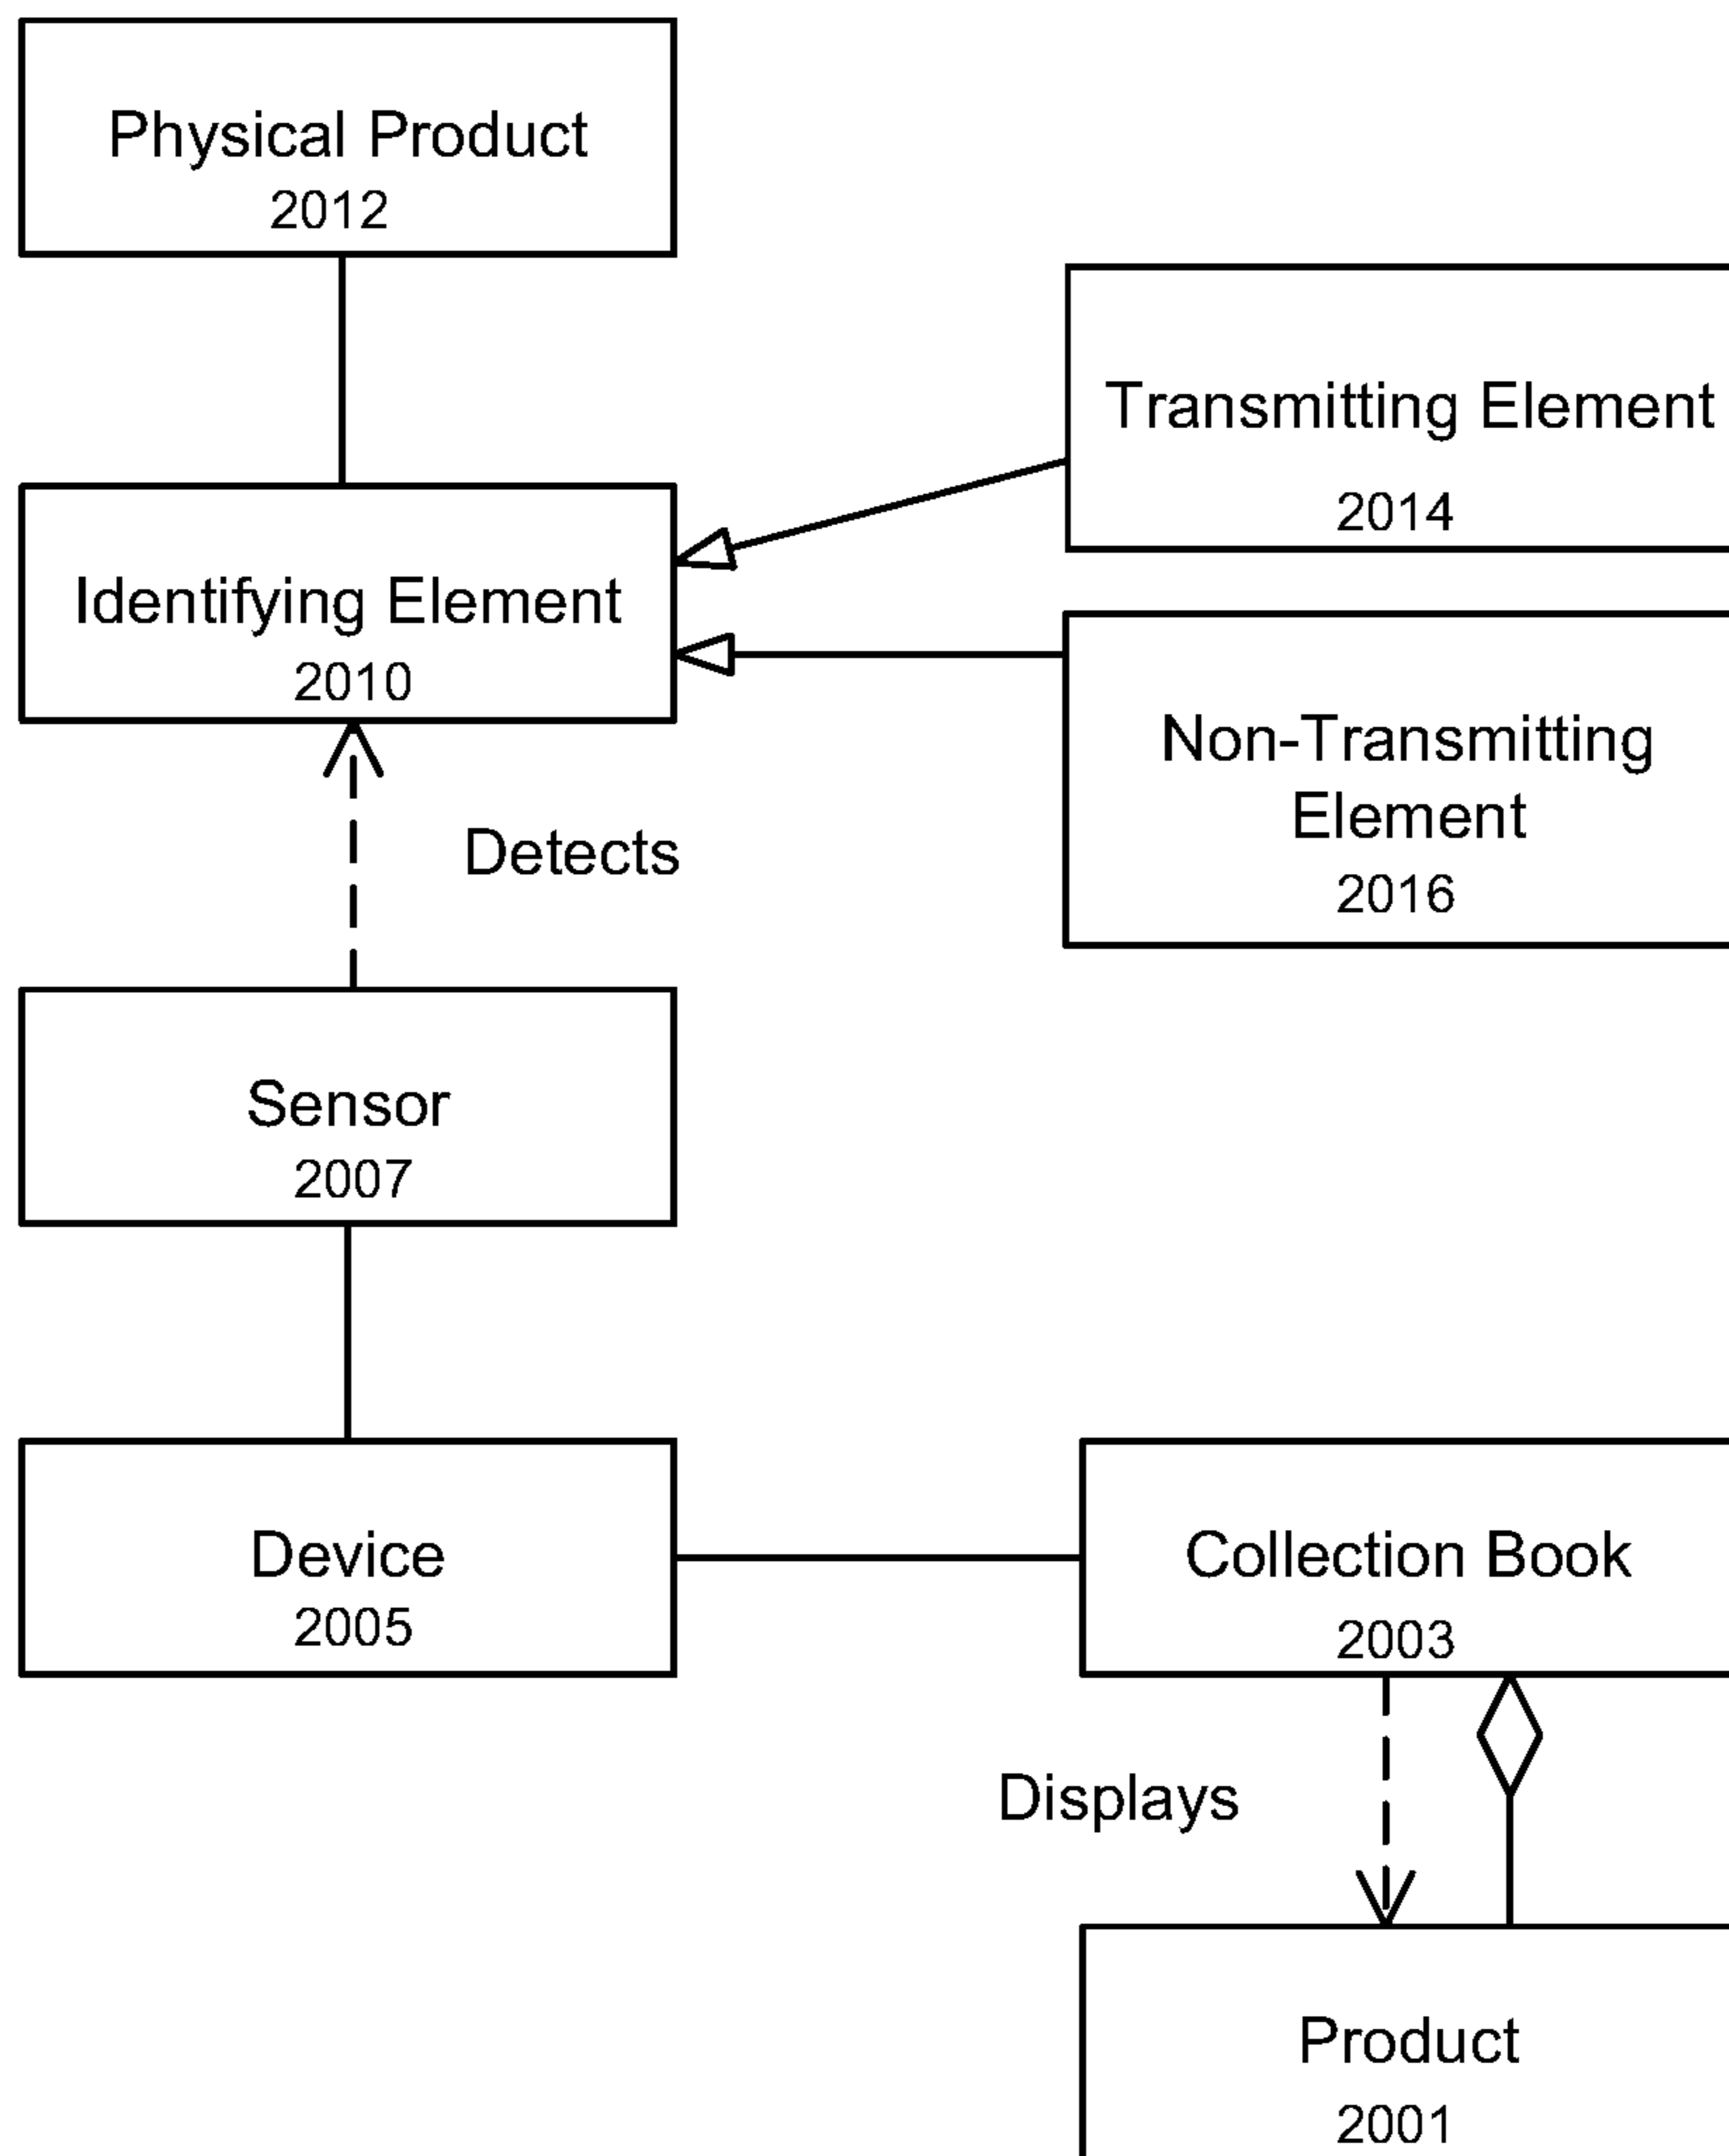 Physical Product
2012
Transmitting Element
2014
Identifying Element
2010
Non-Transmitting
Element
2016
Detects
Sensor
2007
Device
2005
Collection Book
2003
Displays
Product
2001